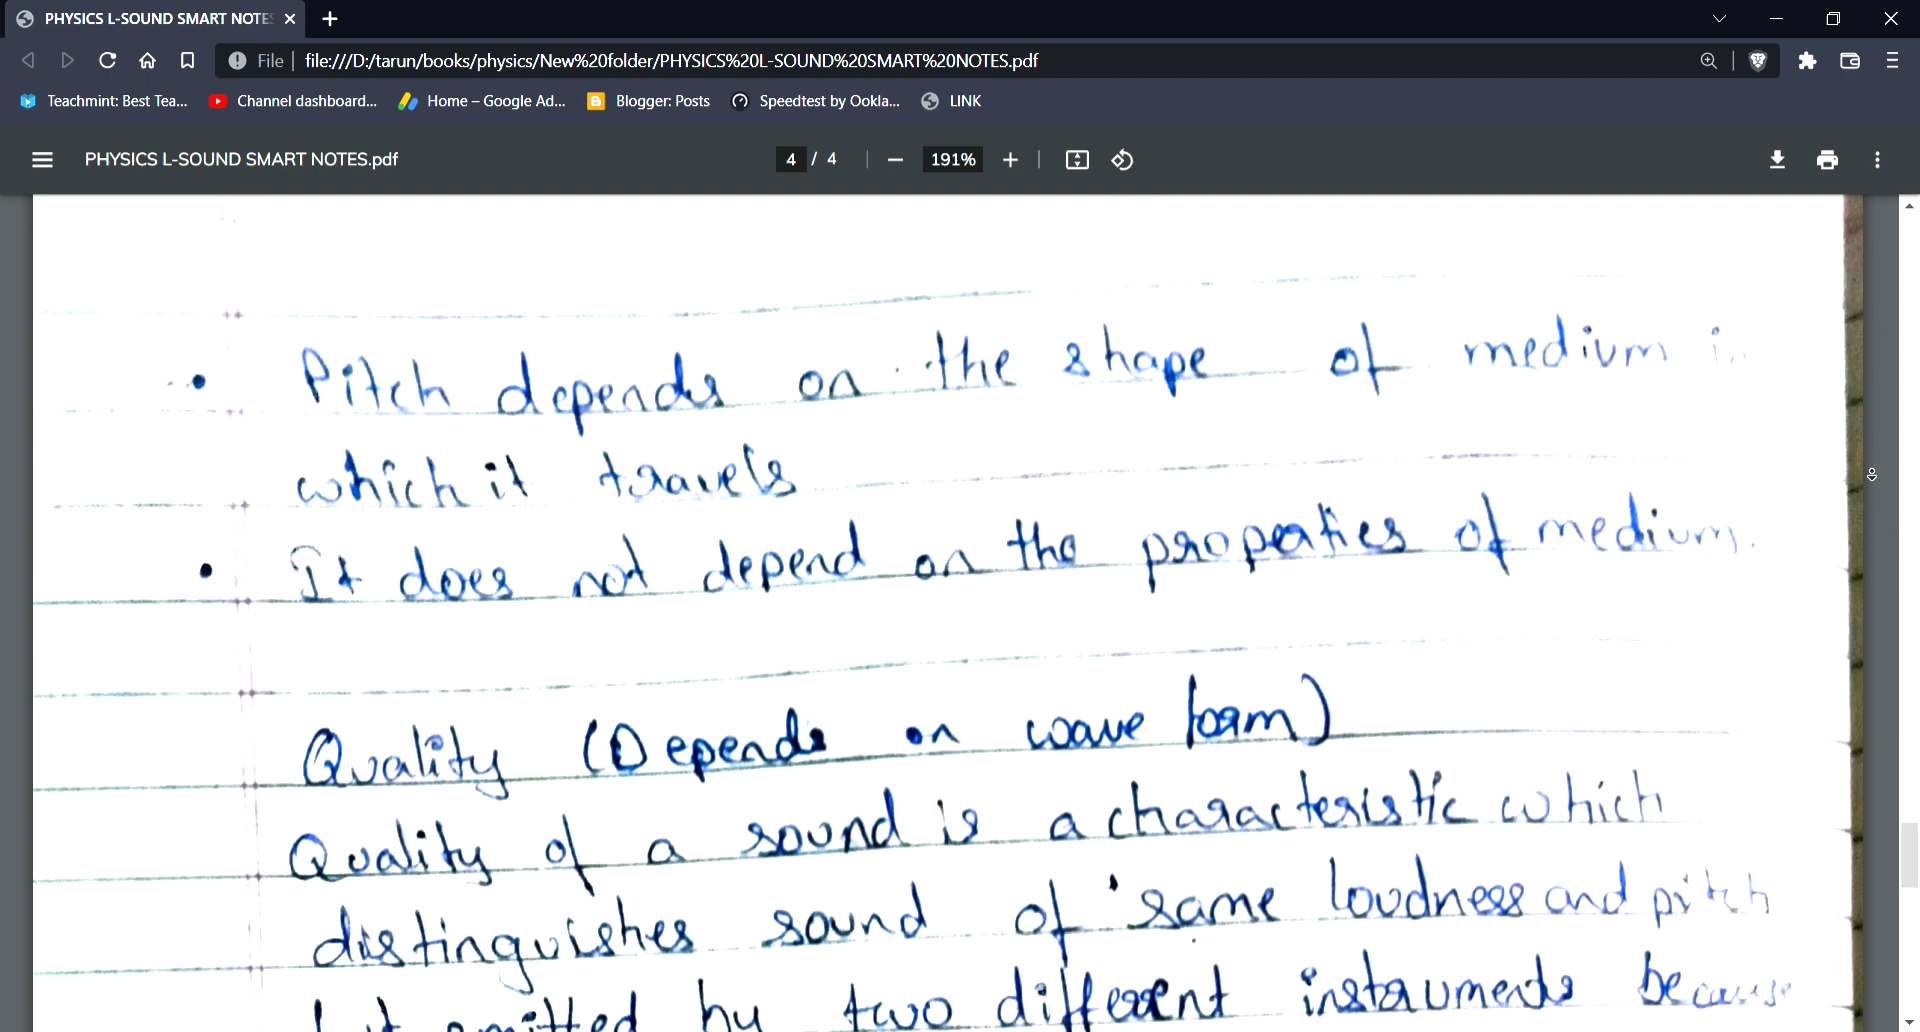 PHYSICS L-SOUND SMART NOTES
File file:///D:/tarun/books/physics/New%20folder/PHYSICS%20L-SOUND%20SMART%20NOTES.pdf
Teachmint: Best Tea... Channel dashboard... Home – Google Ad... Blogger: Posts Speedtest by Ookla... LINK
PHYSICS L-SOUND SMART NOTES.pdf 4 / 4 191%
• Pitch depends on the shape of medium in
which it travels
• It does not depend on the properties of medium.
Quality (Depends on wave form)
Quality of a sound is a characteristic which
distinguishes sound of same loudness and pitch
but emitted by two different instruments because